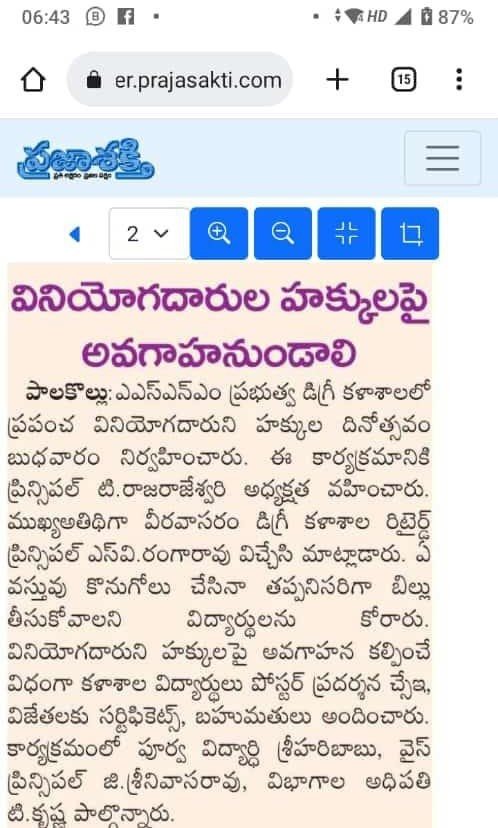 06:43 87%
HD
er.prajasakti.com + 15
ప్రజాశక్తి
2
వినియోగదారుల హక్కులపై
అవగాహనుండాలి
పాలకొల్లు: ఎఎస్ఎన్ఎం ప్రభుత్వ డిగ్రీ కళాశాలలో
ప్రపంచ వినియోగదారుని హక్కుల దినోత్సవం
బుధవారం నిర్వహించారు. ఈ కార్యక్రమానికి
ప్రిన్సిపల్ టి.రాజరాజేశ్వరి అధ్యక్షత వహించారు.
ముఖ్యఅతిథిగా వీరవాసరం డిగ్రీ కళాశాల రిటైర్డ్
ప్రిన్సిపల్ ఎస్‌వి.రంగారావు విచ్చేసి మాట్లాడారు. ఏ
వస్తువు కొనుగోలు చేసినా తప్పనిసరిగా బిల్లు
తీసుకోవాలని విద్యార్థులను కోరారు.
వినియోగదారుని హక్కులపై అవగాహన కల్పించే
విధంగా కళాశాల విద్యార్థులు పోస్టర్ ప్రదర్శన చ్చేఇ,
విజేతలకు సర్టిఫికెట్స్, బహుమతులు అందించారు.
కార్యక్రమంలో పూర్వ విద్యార్థి శ్రీహరిబాబు, వైస్
ప్రిన్సిపల్ జి.శ్రీనివాసరావు, విభాగాల అధిపతి
టి.కృష్ణ పాల్గొన్నారు.